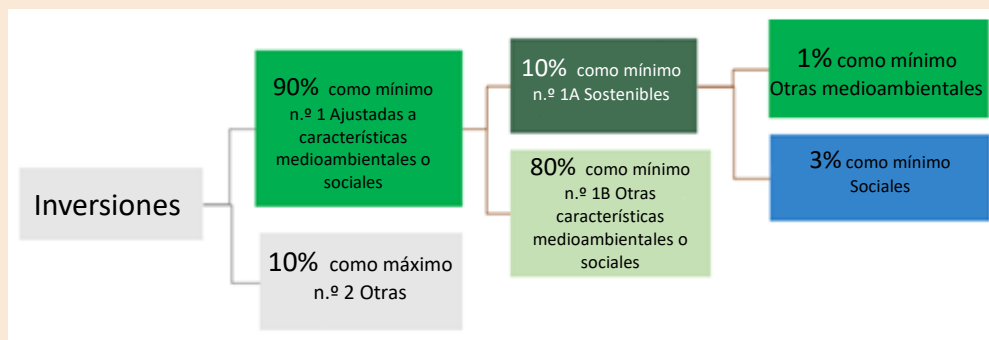 Inversiones
90% como mínimo
n.º 1 Ajustadas a
características
medioambientales o
sociales
10% como máximo
n.º 2 Otras
10% como mínimo
n.º 1A Sostenibles
80% como mínimo
n.º 1B Otras
características
medioambientales o
sociales
1% como mínimo
Otras medioambientales
3% como mínimo
Sociales